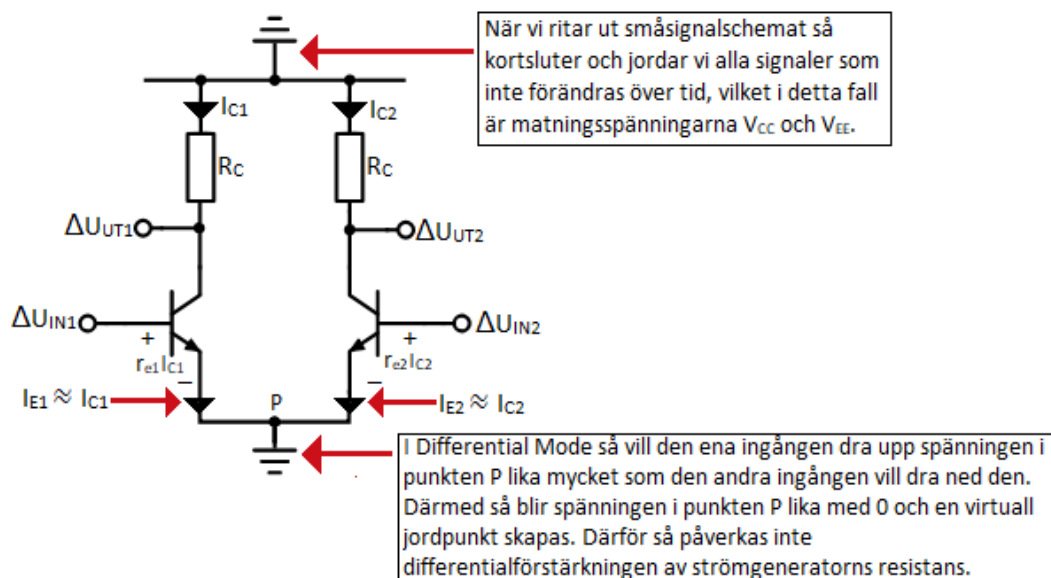 När vi ritar ut småsignalschemat så
kortsluter och jordar vi alla signaler som
inte förändras över tid, vilket i detta fall
är matningsspänningarna VCC och VEE.
IC1
IC2
RC
RC
ΔUUT1
ΔUUT2
ΔUIN1
ΔUIN2
+
+
re1IC1
re2IC2
−
−
IE1 ≈ IC1
P
IE2 ≈ IC2
I Differential Mode så vill den ena ingången dra upp spänningen i
punkten P lika mycket som den andra ingången vill dra ned den.
Därmed så blir spänningen i punkten P lika med 0 och en virtuall
jordpunkt skapas. Därför så påverkas inte
differentialförstärkningen av strömgeneratorns resistans.